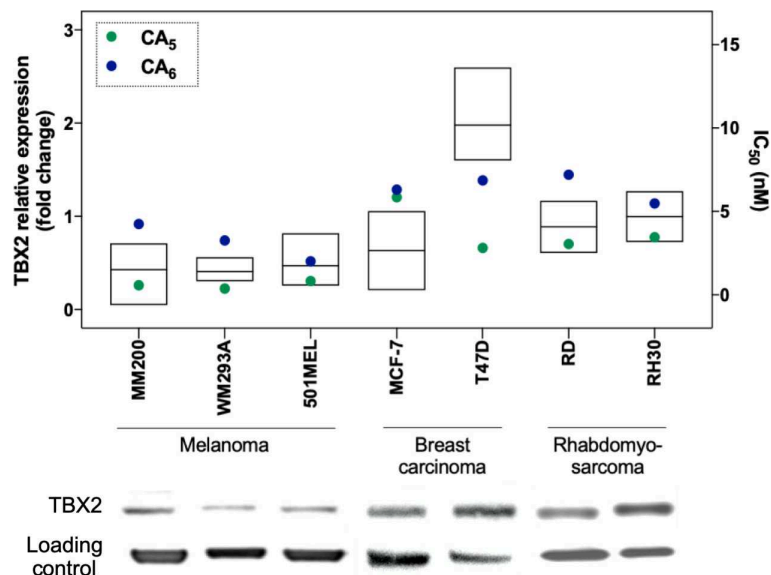 TBX2 relative expression
(fold change)
3
2
1
0
CA5
CA6
15
10
5
0
IC50 (nM)
MM200
WM293A
501MEL
MCF-7
T47D
RD
RH30
Melanoma
Breast
carcinoma
Rhabdomyo-
sarcoma
TBX2
Loading
control